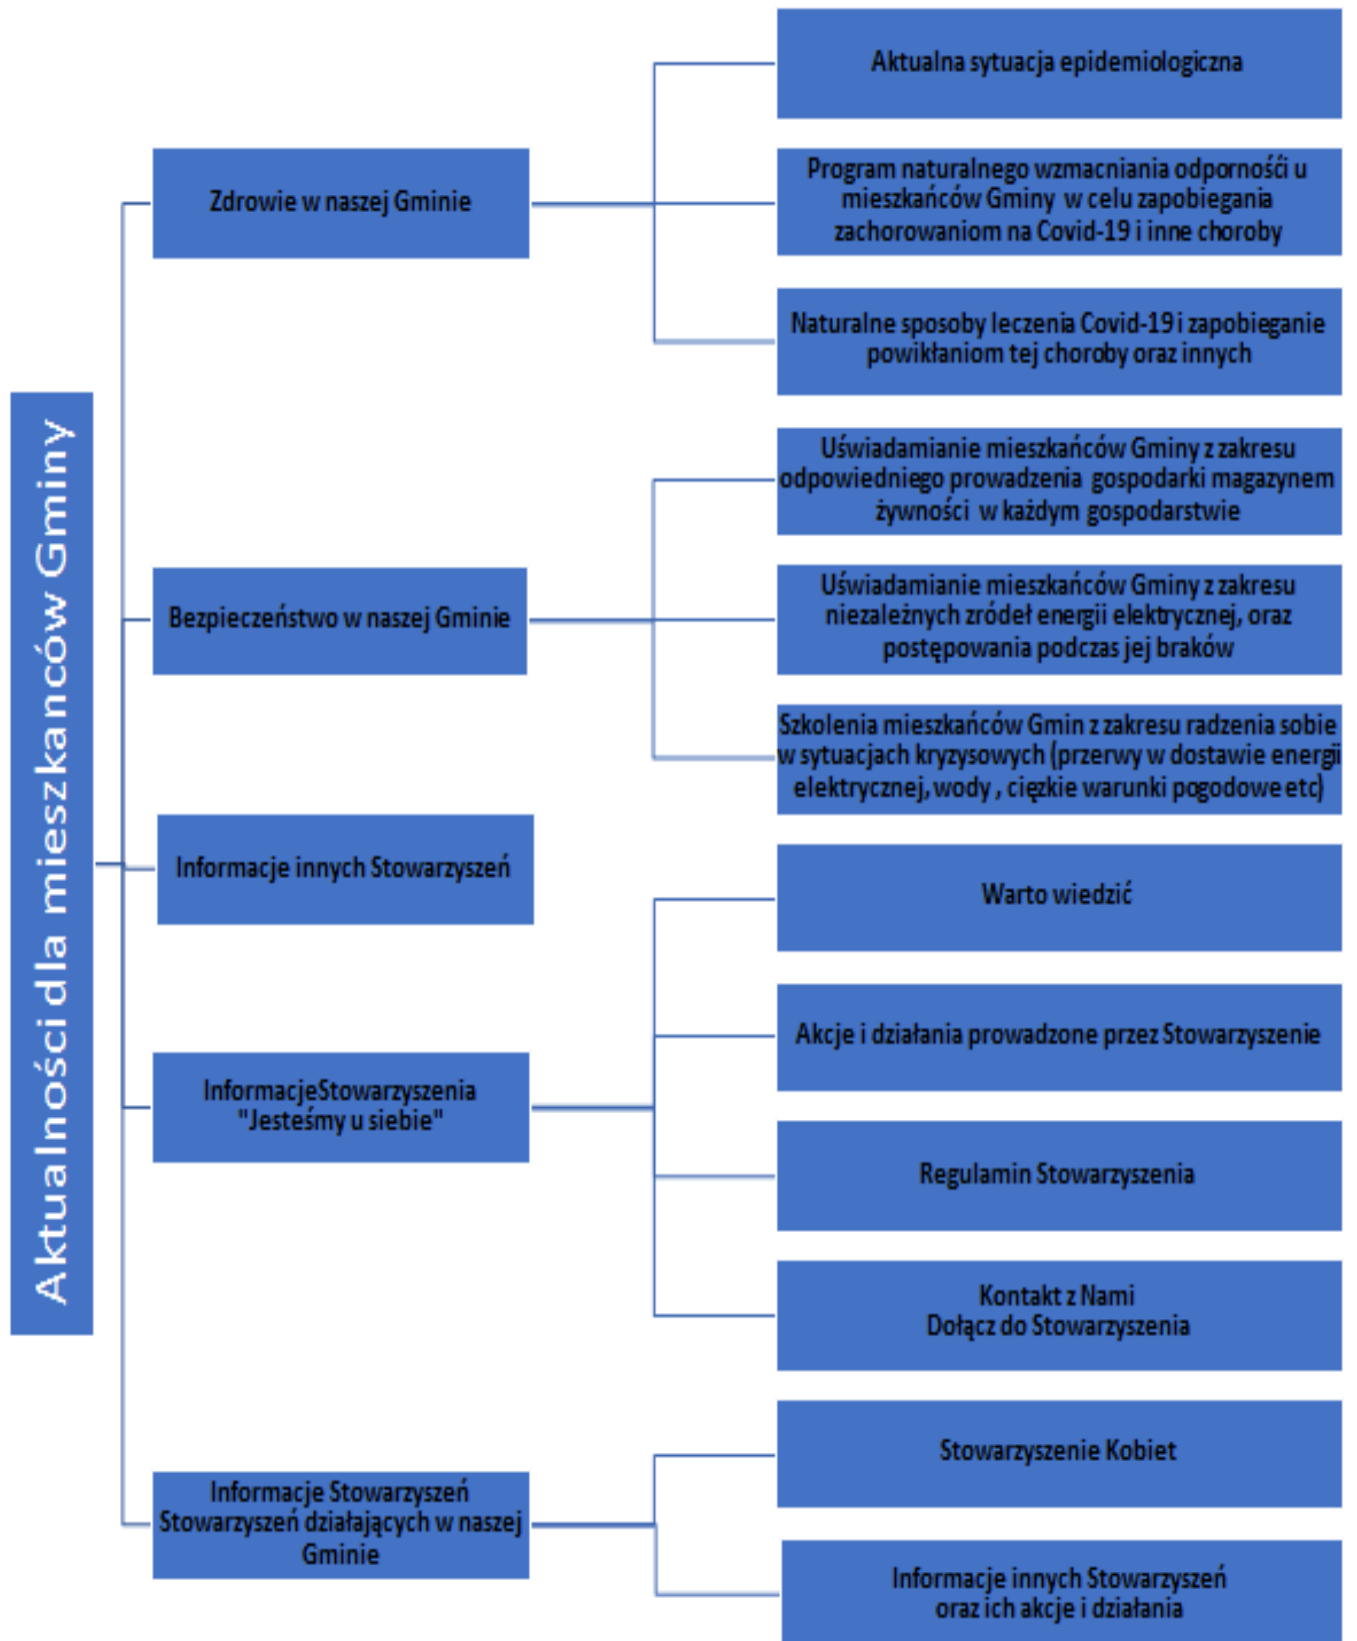 Aktualności dla mieszkanców Gminy
Zdrowie w naszej Gminie
Aktualna sytuacja epidemiologiczna
Program naturalnego wzmacniania odpornośći u
mieszkańców Gminy w celu zapobiegania
zachorowaniom na Covid-19 i inne choroby
Naturalne sposoby leczenia Covid-19 i zapobieganie
powikłaniom tej choroby oraz innych
Bezpieczeństwo w naszej Gminie
Uświadamianie mieszkańców Gminy z zakresu
odpowiedniego prowadzenia gospodarki magazynem
żywności w każdym gospodarstwie
Uświadamianie mieszkańców Gminy z zakresu
niezależnych zródeł energii elektrycznej, oraz
postępowania podczas jej braków
Szkolenia mieszkańców Gmin z zakresu radzenia sobie
w sytuacjach kryzysowych (przerwy w dostawie energii
elektrycznej, wody , cięzkie warunki pogodowe etc)
Informacje innych Stowarzyszeń
InformacjeStowarzyszenia
"Jesteśmy u siebie"
Warto wiedzić
Akcje i działania prowadzone przez Stowarzyszenie
Regulamin Stowarzyszenia
Kontakt z Nami
Dołącz do Stowarzyszenia
Informacje Stowarzyszeń
Stowarzyszeń działających w naszej
Gminie
Stowarzyszenie Kobiet
Informacje innych Stowarzyszeń
oraz ich akcje i działania